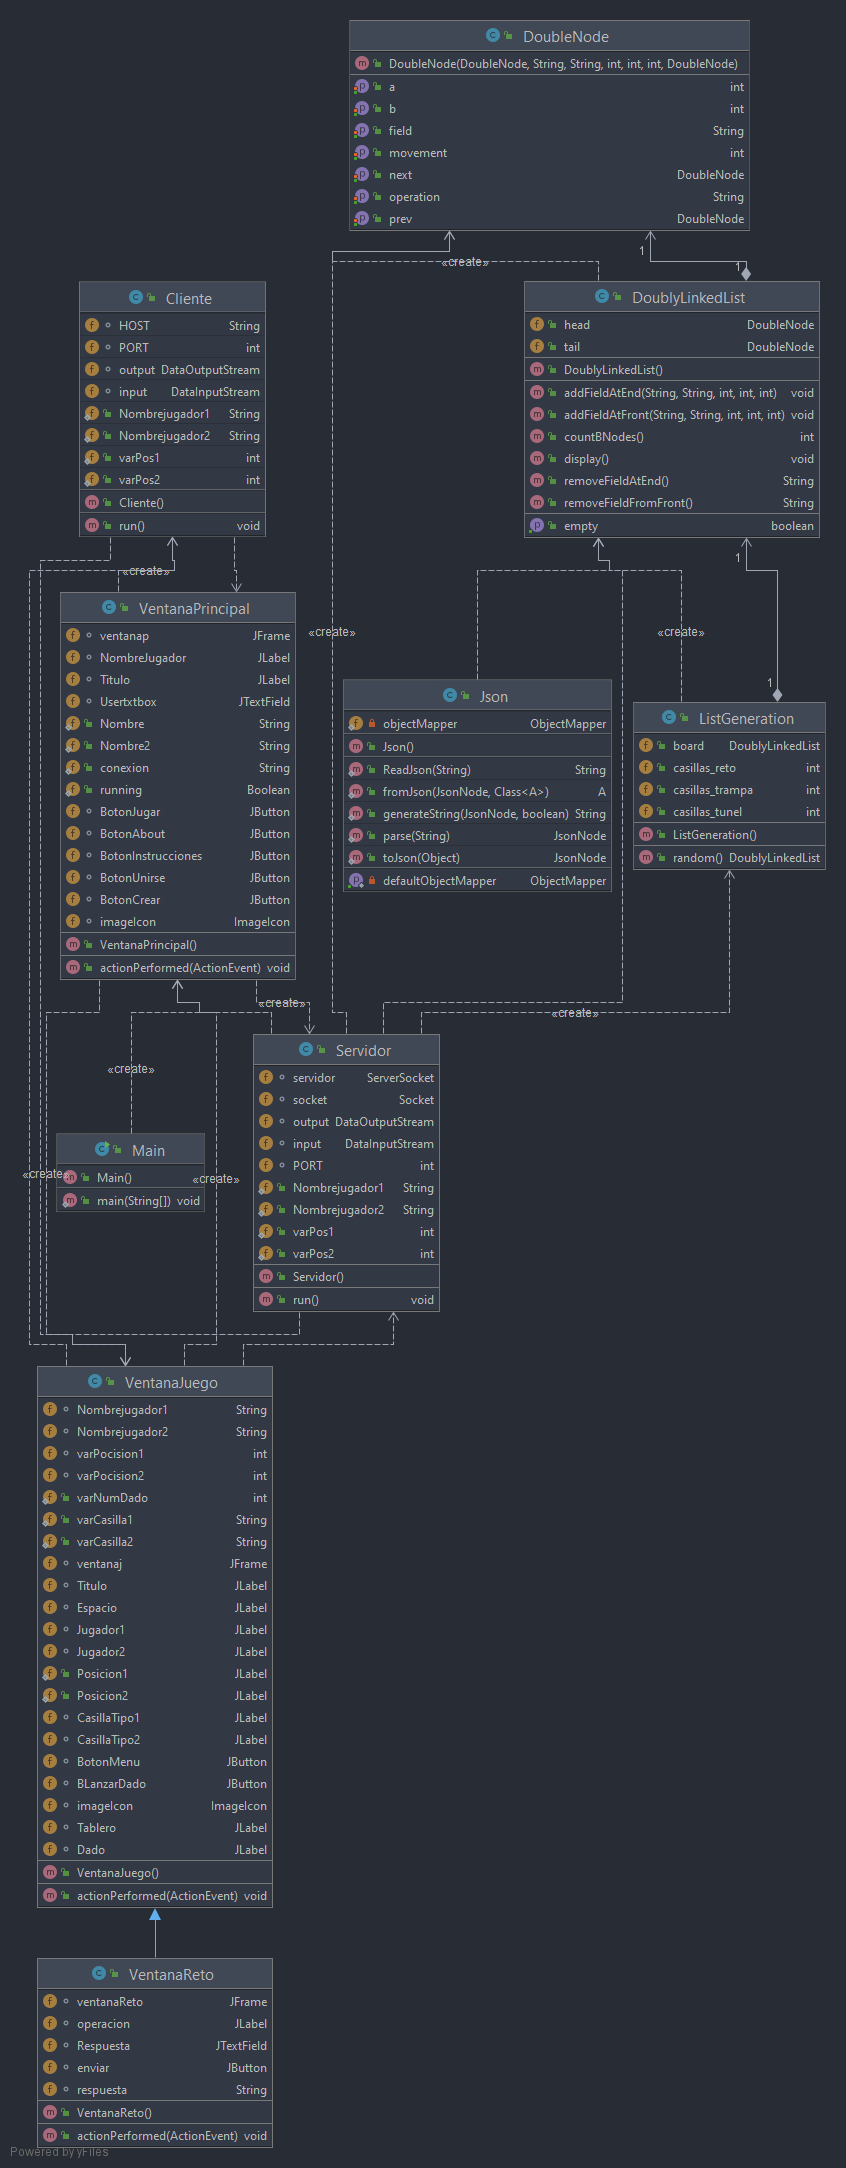 DoubleNode
DoubleNode(DoubleNode, String, String, int, int, int, DoubleNode)
a int
b int
field String
movement int
next DoubleNode
operation String
prev DoubleNode
«create»
1
1
Cliente
HOST String
PORT int
output DataOutputStream
input DataInputStream
Nombrejugador1 String
Nombrejugador2 String
varPos1 int
varPos2 int
Cliente()
run() void
DoublyLinkedList
head DoubleNode
tail DoubleNode
DoublyLinkedList()
addFieldAtEnd(String, String, int, int, int) void
addFieldAtFront(String, String, int, int, int) void
countBNodes() int
display() void
removeFieldAtEnd() String
removeFieldFromFront() String
empty boolean
1
«create»
VentanaPrincipal
ventanap JFrame
NombreJugador JLabel
Titulo JLabel
Usertxtbox JTextField
Nombre String
Nombre2 String
conexion String
running Boolean
BotonJugar JButton
BotonAbout JButton
BotonInstrucciones JButton
BotonUnirse JButton
BotonCrear JButton
imageIcon ImageIcon
VentanaPrincipal()
actionPerformed(ActionEvent) void
«create»
«create»
1
Json
objectMapper ObjectMapper
Json()
ReadJson(String) String
fromJson(JsonNode, Class<A>) A
generateString(JsonNode, boolean) String
parse(String) JsonNode
toJson(Object) JsonNode
defaultObjectMapper ObjectMapper
ListGeneration
board DoublyLinkedList
casillas_reto int
casillas_trampa int
casillas_tunel int
ListGeneration()
random() DoublyLinkedList
«create»
«create»
«create»
Servidor
servidor ServerSocket
socket Socket
output DataOutputStream
input DataInputStream
PORT int
Nombrejugador1 String
Nombrejugador2 String
varPos1 int
varPos2 int
Servidor()
run() void
Main
Main()
main(String[]) void
«create»
«create»
VentanaJuego
Nombrejugador1 String
Nombrejugador2 String
varPocision1 int
varPocision2 int
varNumDado int
varCasilla1 String
varCasilla2 String
ventanaj JFrame
Titulo JLabel
Espacio JLabel
Jugador1 JLabel
Jugador2 JLabel
Posicion1 JLabel
Posicion2 JLabel
CasillaTipo1 JLabel
CasillaTipo2 JLabel
BotonMenu JButton
BLanzarDado JButton
imageIcon ImageIcon
Tablero JLabel
Dado JLabel
VentanaJuego()
actionPerformed(ActionEvent) void
VentanaReto
ventanaReto JFrame
operacion JLabel
Respuesta JTextField
enviar JButton
respuesta String
VentanaReto()
actionPerformed(ActionEvent) void
Powered by yFiles